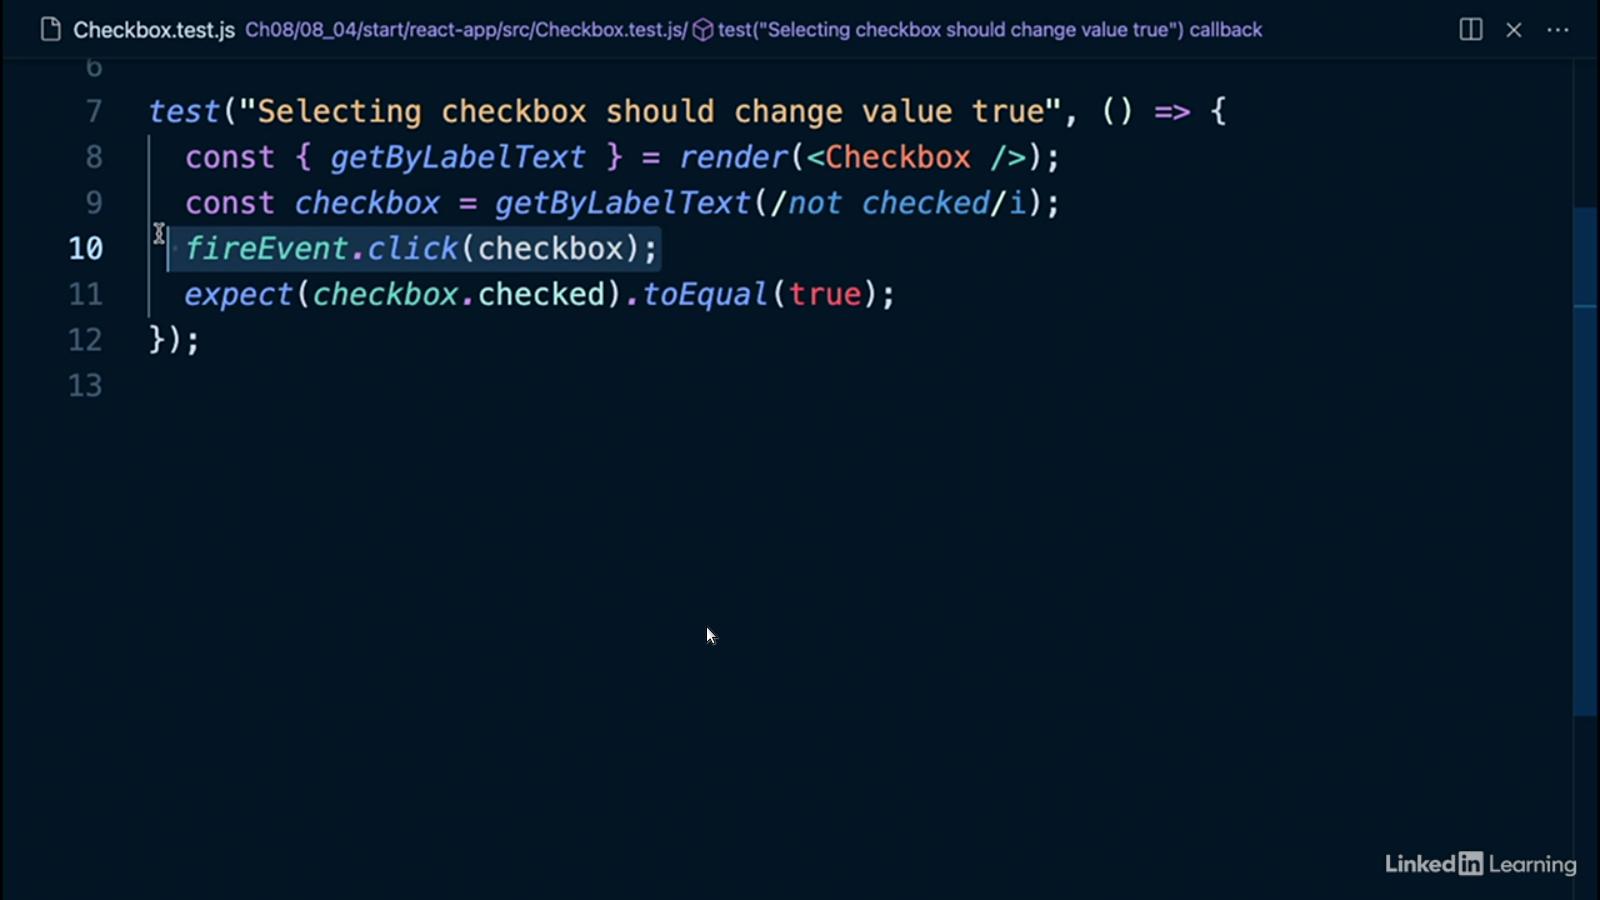 Checkbox.test.js Ch08/08_04/start/react-app/src/Checkbox.test.js/ test("Selecting checkbox should change value true") callback
6
7 test("Selecting checkbox should change value true", () => {
8 const { getByLabelText } = render(<Checkbox />);
9 const checkbox = getByLabelText(/not checked/i);
10 fireEvent.click(checkbox);
11 expect(checkbox.checked).toEqual(true);
12 });
13
Linked in Learning